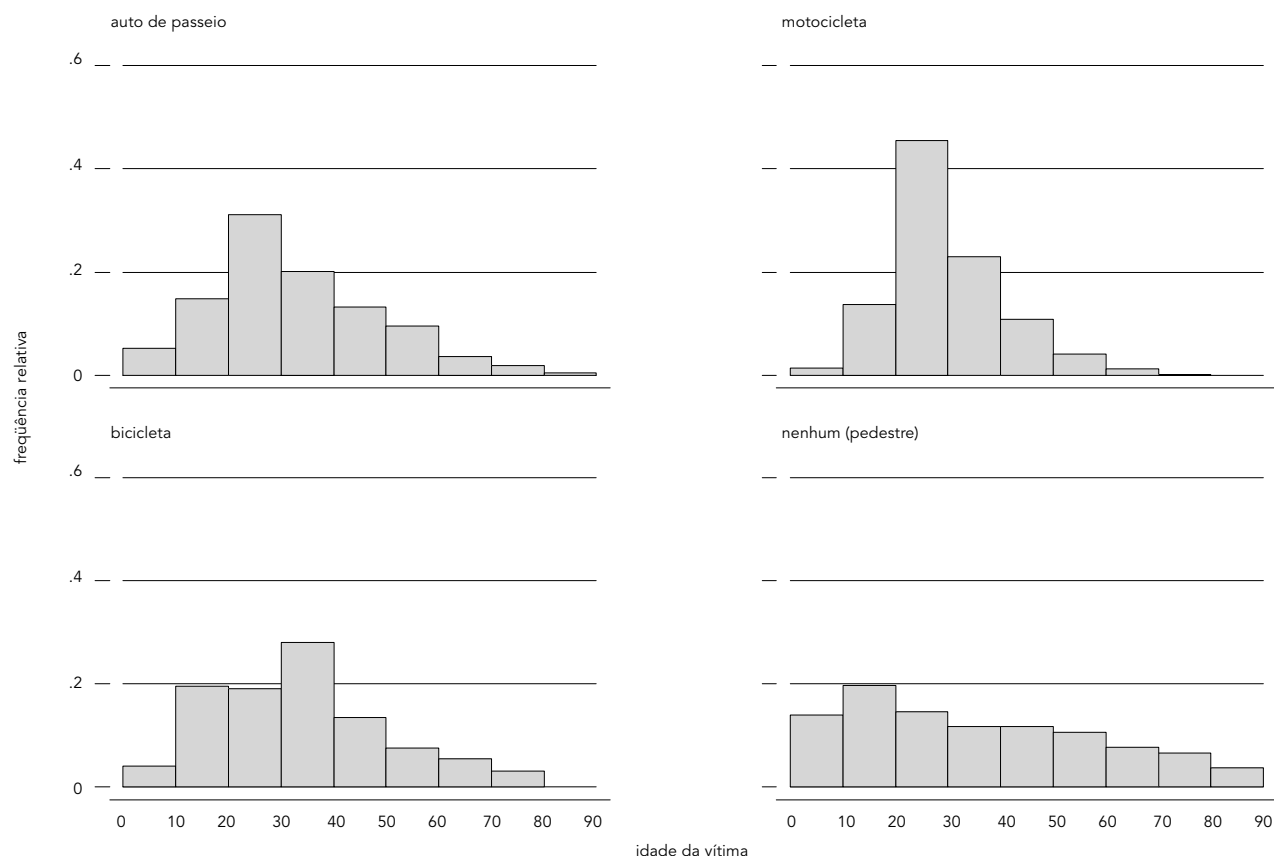 auto de passeio
motocicleta
.6
.4
.2
0
freqüência relativa
bicicleta
nenhum (pedestre)
.6
.4
.2
0
0 10 20 30 40 50 60 70 80 90
0 10 20 30 40 50 60 70 80 90
idade da vítima